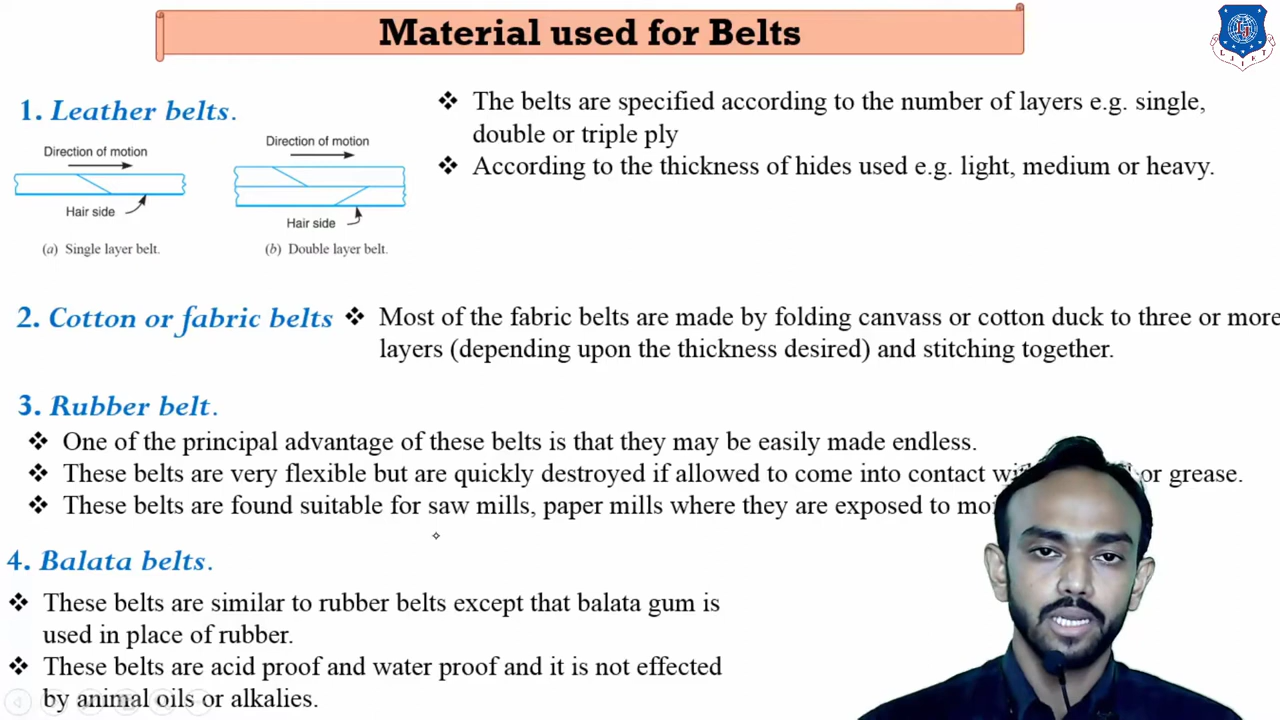 Material used for Belts
LJIET
1. Leather belts.
Direction of motion
Hair side
(a) Single layer belt.
Direction of motion
Hair side
(b) Double layer belt.
❖ The belts are specified according to the number of layers e.g. single,
double or triple ply
❖ According to the thickness of hides used e.g. light, medium or heavy.
2. Cotton or fabric belts
❖ Most of the fabric belts are made by folding canvass or cotton duck to three or more
layers (depending upon the thickness desired) and stitching together.
3. Rubber belt.
❖ One of the principal advantage of these belts is that they may be easily made endless.
❖ These belts are very flexible but are quickly destroyed if allowed to come into contact or grease.
❖ These belts are found suitable for saw mills, paper mills where they are exposed to
4. Balata belts.
❖ These belts are similar to rubber belts except that balata gum is
used in place of rubber.
❖ These belts are acid proof and water proof and it is not effected
by animal oils or alkalies.